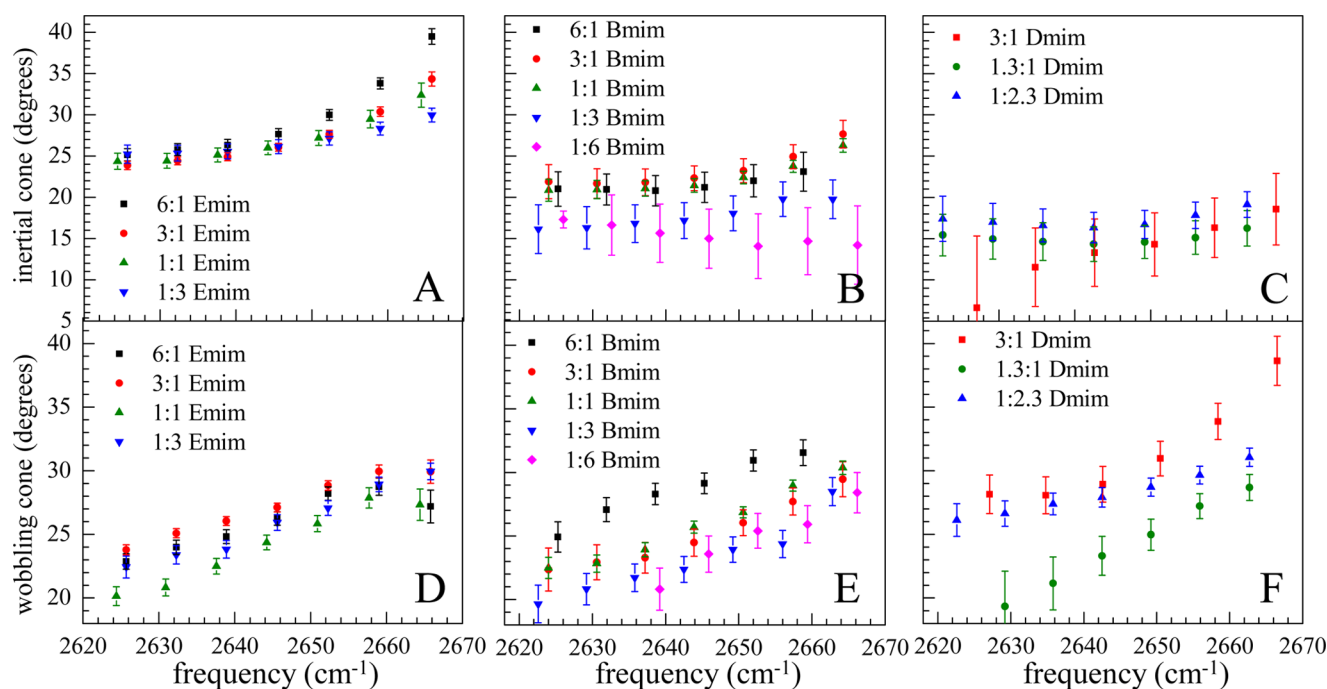 inertial cone (degrees)
40
35
30
25
20
15
10
5
6:1 Emim
3:1 Emim
1:1 Emim
1:3 Emim
A
6:1 Bmim
3:1 Bmim
1:1 Bmim
1:3 Bmim
1:6 Bmim
B
3:1 Dmim
1.3:1 Dmim
1:2.3 Dmim
C
wobbling cone (degrees)
40
35
30
25
20
6:1 Emim
3:1 Emim
1:1 Emim
1:3 Emim
D
6:1 Bmim
3:1 Bmim
1:1 Bmim
1:3 Bmim
1:6 Bmim
E
3:1 Dmim
1.3:1 Dmim
1:2.3 Dmim
F
2620 2630 2640 2650 2660 2670
2620 2630 2640 2650 2660 2670
2620 2630 2640 2650 2660 2670
frequency (cm⁻¹)
frequency (cm⁻¹)
frequency (cm⁻¹)